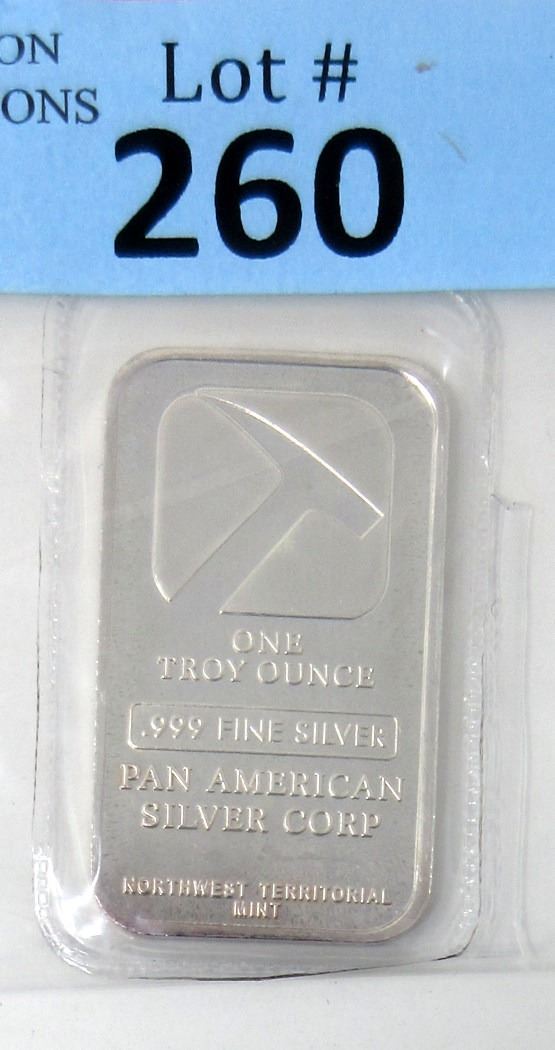 ON
ONS
Lot #
260
ONE
TROY OUNCE
.999 FINE SILVER
PAN AMERICAN
SILVER CORP
NORTHWEST TERRITORIAL
MINT